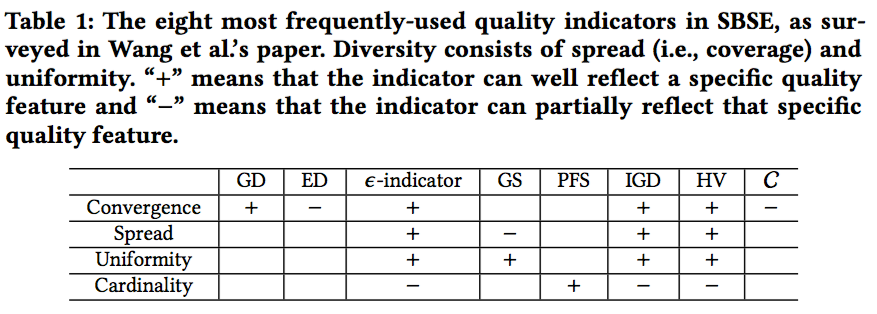 Table 1: The eight most frequently-used quality indicators in SBSE, as sur-
veyed in Wang et al.'s paper. Diversity consists of spread (i.e., coverage) and
uniformity. “+” means that the indicator can well reflect a specific quality
feature and “−” means that the indicator can partially reflect that specific
quality feature.
GD ED ϵ-indicator GS PFS IGD HV C
Convergence + − + + + −
Spread + − + +
Uniformity + + + +
Cardinality − + − −